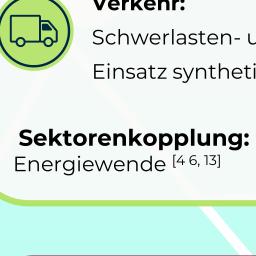 Verkehr:
Schwerlasten- u
Einsatz syntheti
Sektorenkopplung:
Energiewende [4 6, 13]